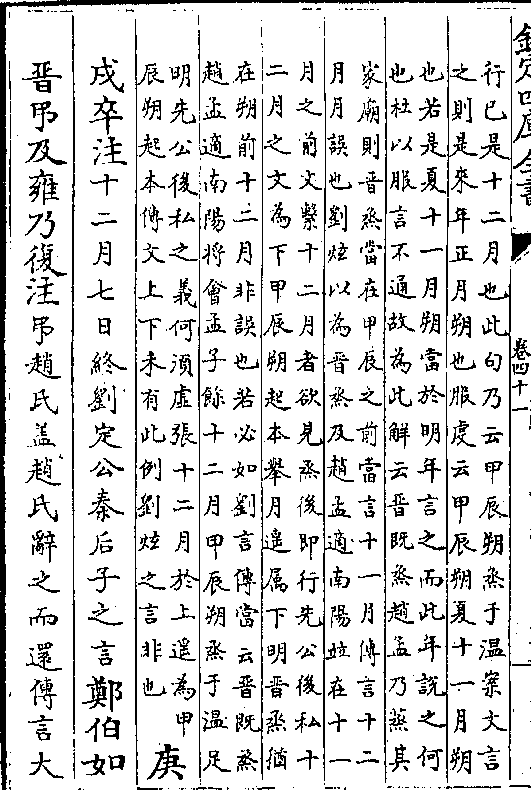 欽定四庫全書
卷四十一
行已是十二月也此句乃云甲辰朔烝于温案文言
之則是來年正月朔也服虔云甲辰朔夏十一月朔
也若是夏十一月朔當於明年言之而此年說之何
也杜以服言不通故為此解云晋既烝趙孟乃烝其
家廟則晋烝當在甲辰之前當言十一月傳言十二
月月誤也劉炫以為晋烝及趙孟適南陽竝在十一
月之前文繫十二月者欲見烝後即行先公後私十
二月之文為下甲辰朔起本舉月遥属下明晋烝猶
在朔前十二月非誤也若必如劉言傳當云晋既烝
趙孟適南陽將會孟子餘十二月甲辰朔烝于温足
明先公後私之義何須虚張十二月於上遥為甲
辰朔起本傳文上下未有此例劉炫之言非也 庚
戌卒注十二月七日終劉定公秦后子之言鄭伯如
晋弔及雍乃復注弔趙氏蓋趙氏辭之而還傳言大